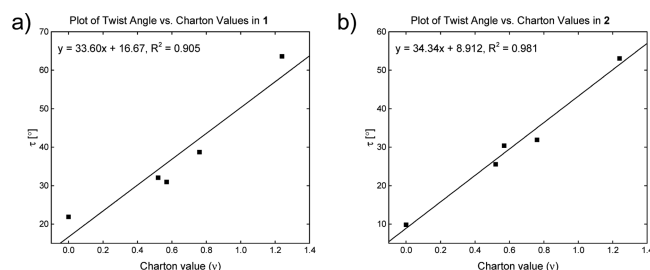 a)
Plot of Twist Angle vs. Charton Values in 1
y = 33.60x + 16.67, R² = 0.905
70
60
50
40
30
20
τ [°]
0.0 0.2 0.4 0.6 0.8 1.0 1.2 1.4
Charton value (ν)
b)
Plot of Twist Angle vs. Charton Values in 2
y = 34.34x + 8.912, R² = 0.981
60
50
40
30
20
10
τ [°]
0.0 0.2 0.4 0.6 0.8 1.0 1.2 1.4
Charton value (ν)